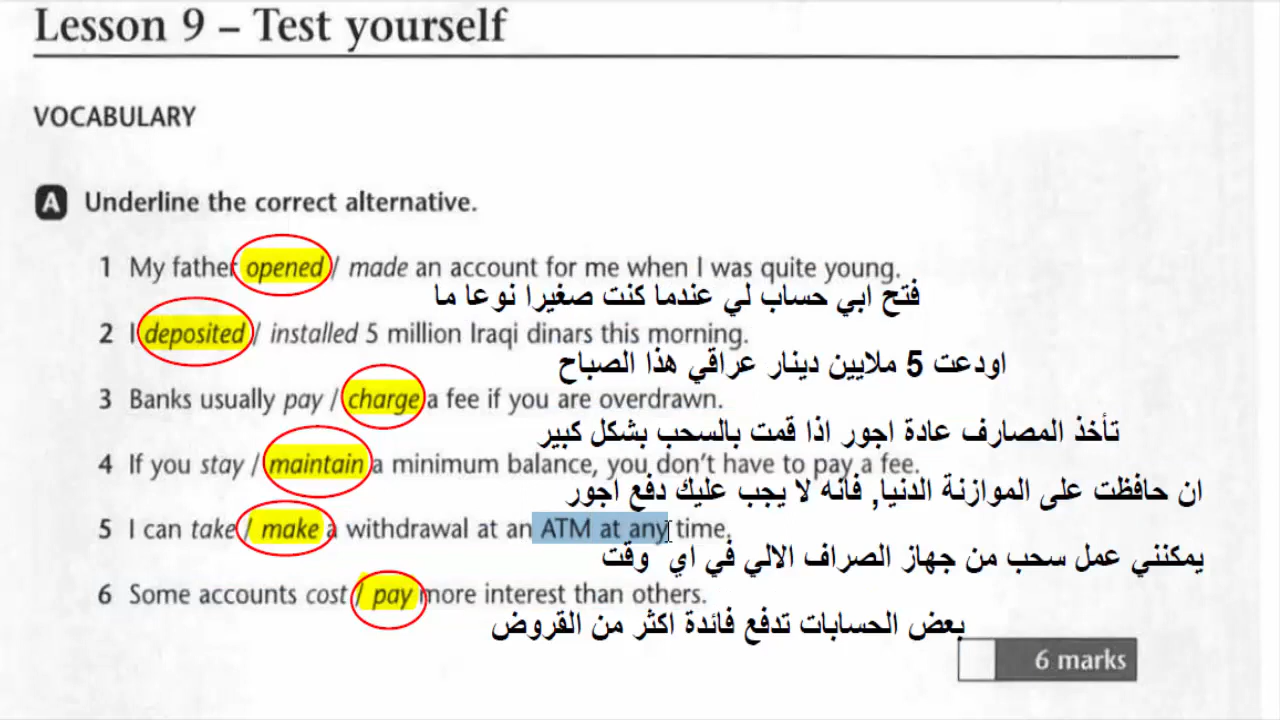 Lesson 9 – Test yourself
VOCABULARY
A Underline the correct alternative.
1 My father opened / made an account for me when I was quite young.
فتح ابي حساب لي عندما كنت صغيرا نوعا ما
2 I deposited / installed 5 million Iraqi dinars this morning.
اودعت 5 ملايين دينار عراقي هذا الصباح
3 Banks usually pay / charge a fee if you are overdrawn.
تأخذ المصارف عادة اجور اذا قمت بالسحب بشكل كبير
4 If you stay / maintain a minimum balance, you don't have to pay a fee.
ان حافظت على الموازنة الدنيا, فانه لا يجب عليك دفع اجور
5 I can take / make a withdrawal at an ATM at any time.
يمكنني عمل سحب من جهاز الصراف الالي في اي وقت
6 Some accounts cost / pay more interest than others.
بعض الحسابات تدفع فائدة اكثر من القروض
6 marks